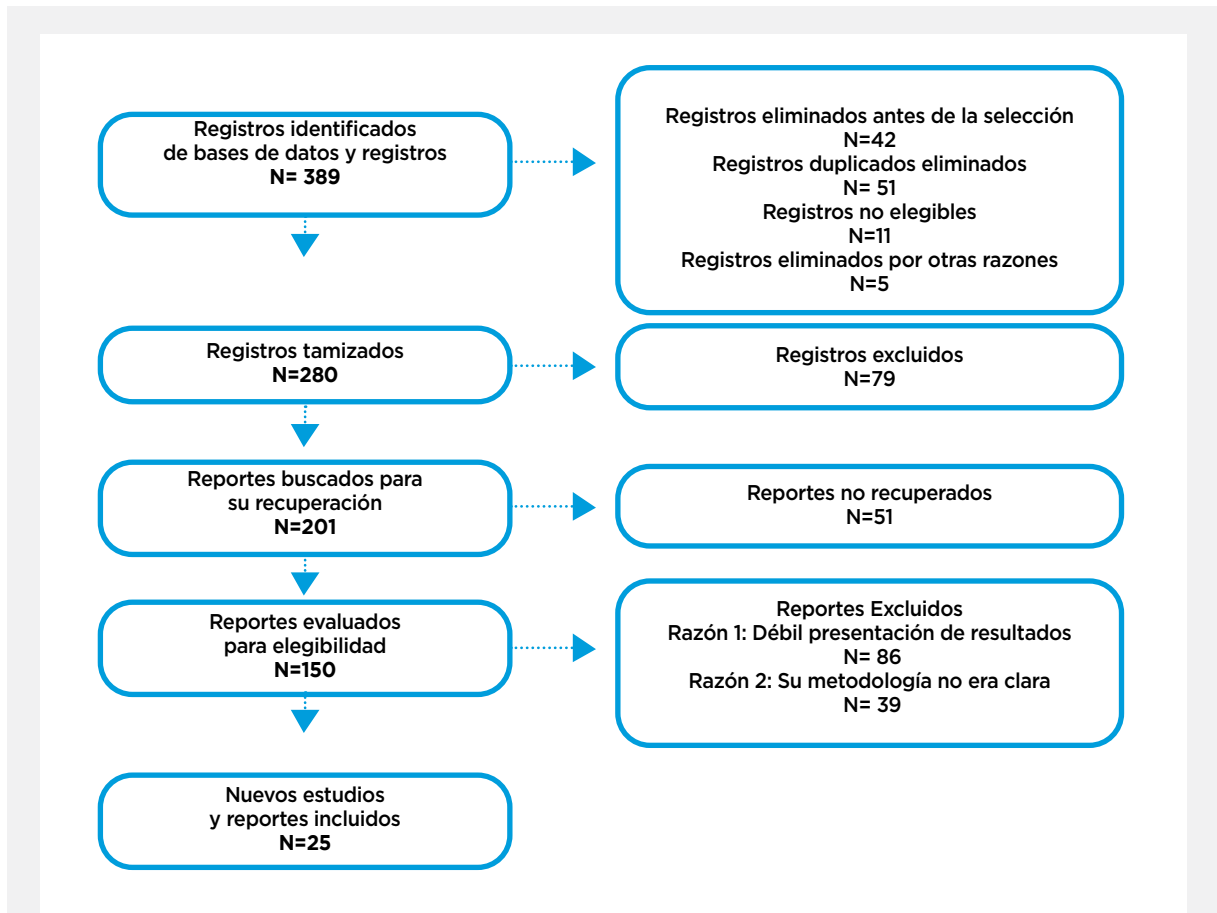 Registros identificados
de bases de datos y registros
N= 389
Registros eliminados antes de la selección
N=42
Registros duplicados eliminados
N= 51
Registros no elegibles
N=11
Registros eliminados por otras razones
N=5
Registros tamizados
N=280
Registros excluidos
N=79
Reportes buscados para
su recuperación
N=201
Reportes no recuperados
N=51
Reportes evaluados
para elegibilidad
N=150
Reportes Excluidos
Razón 1: Débil presentación de resultados
N= 86
Razón 2: Su metodología no era clara
N= 39
Nuevos estudios
y reportes incluidos
N=25